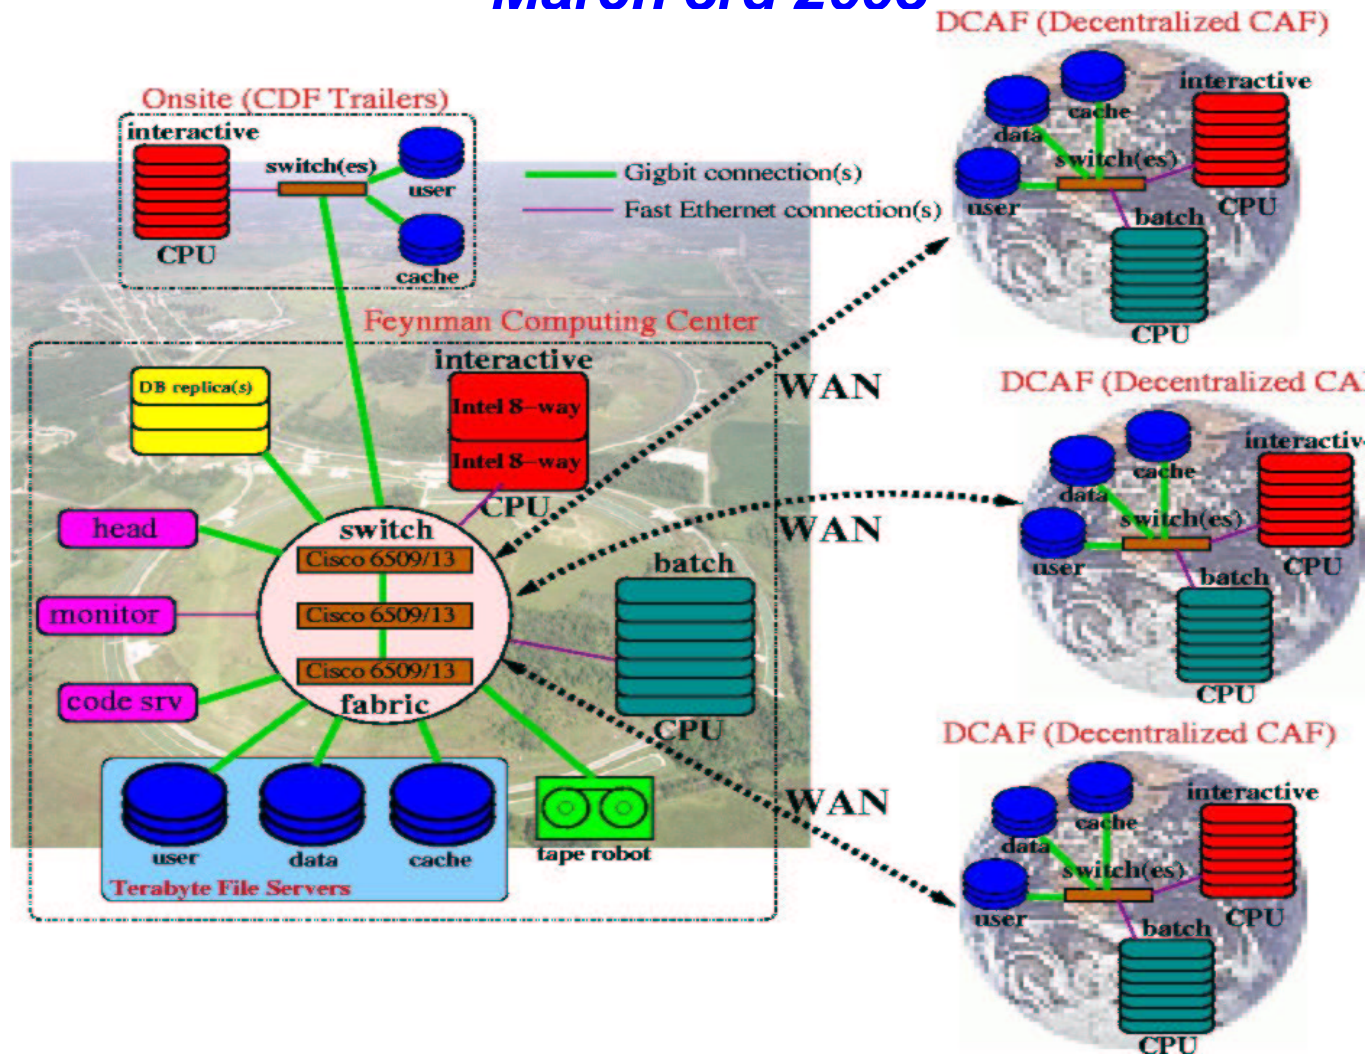 DCAF (Decentralized CAF)
Onsite (CDF Trailers)
interactive
switch(es)
user
cache
CPU
Gigbit connection(s)
Fast Ethernet connection(s)
cache
data
interactive
switch(es)
user
CPU
batch
CPU
Feynman Computing Center
DB replica(s)
interactive
Intel 8-way
Intel 8-way
CPU
WAN
head
switch
Cisco 6509/13
monitor
Cisco 6509/13
code srv
Cisco 6509/13
fabric
batch
CPU
WAN
user
data
cache
Terabyte File Servers
tape robot
WAN
DCAF (Decentralized
cache
data
switch(es)
user
CPU
batch
CPU
DCAF (Decentralized CAF)
cache
data
interactive
switch(es)
user
CPU
batch
CPU